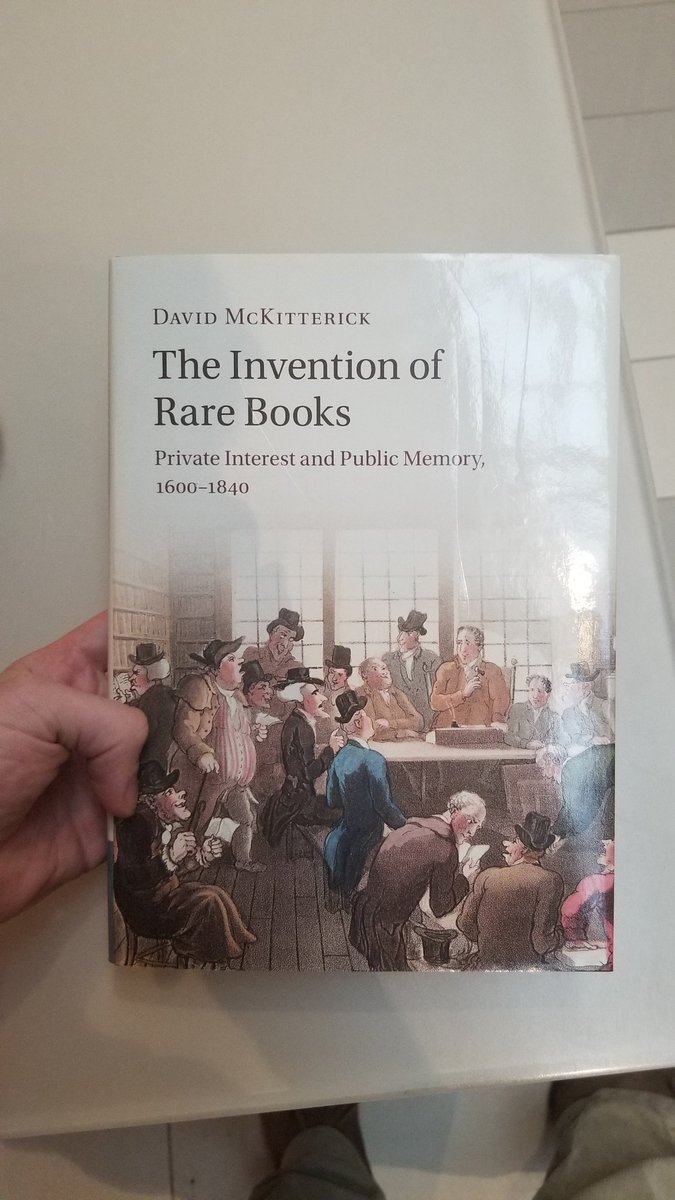 David McKitterick
The Invention of
Rare Books
Private Interest and Public Memory,
1600–1840